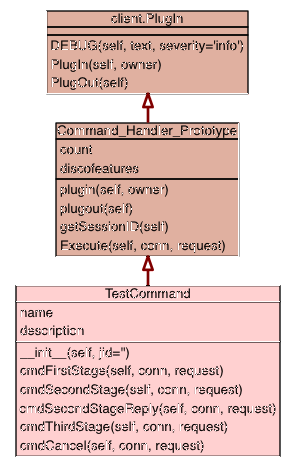 client.PlugIn
DEBUG(self, text, severity='info')
PlugIn(self, owner)
PlugOut(self)
Command_Handler_Prototype
count
discofeatures
plugin(self, owner)
plugout(self)
getSessionID(self)
Execute(self, conn, request)
TestCommand
name
description
__init__(self, jid='')
cmdFirstStage(self, conn, request)
cmdSecondStage(self, conn, request)
cmdSecondStageReply(self, conn, request)
cmdThirdStage(self, conn, request)
cmdCancel(self, conn, request)